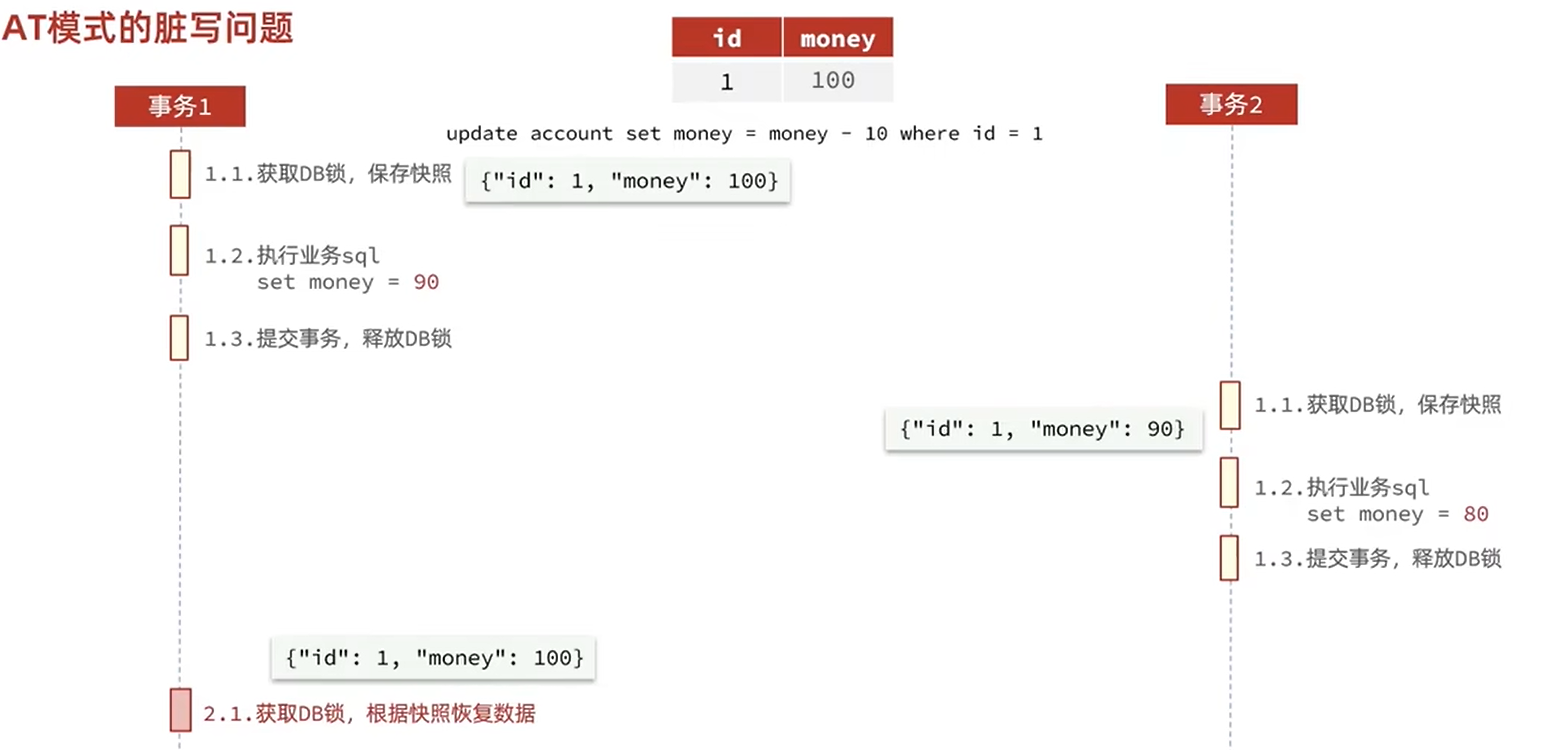 AT模式的脏写问题
id money
1 100
事务1
事务2
update account set money = money - 10 where id = 1
1.1.获取DB锁，保存快照
{"id": 1, "money": 100}
1.2.执行业务sql
set money = 90
1.3.提交事务，释放DB锁
1.1.获取DB锁，保存快照
{"id": 1, "money": 90}
1.2.执行业务sql
set money = 80
1.3.提交事务，释放DB锁
{"id": 1, "money": 100}
2.1.获取DB锁，根据快照恢复数据